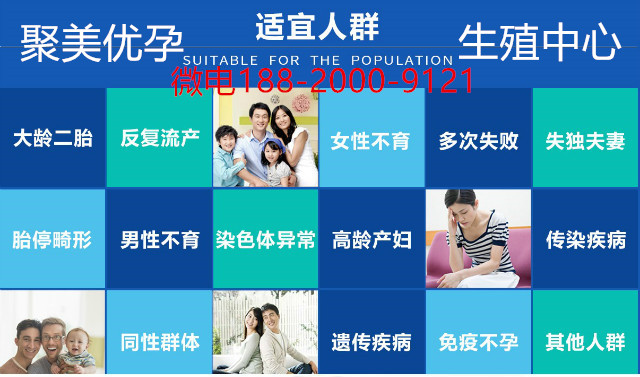 聚美优孕
适宜人群
生殖中心
SUITABLE FOR THE POPULATION
微电188-2000-9121
大龄二胎
反复流产
女性不育
多次失败
失独夫妻
胎停畸形
男性不育
染色体异常
高龄产妇
传染疾病
同性群体
遗传疾病
免疫不孕
其他人群